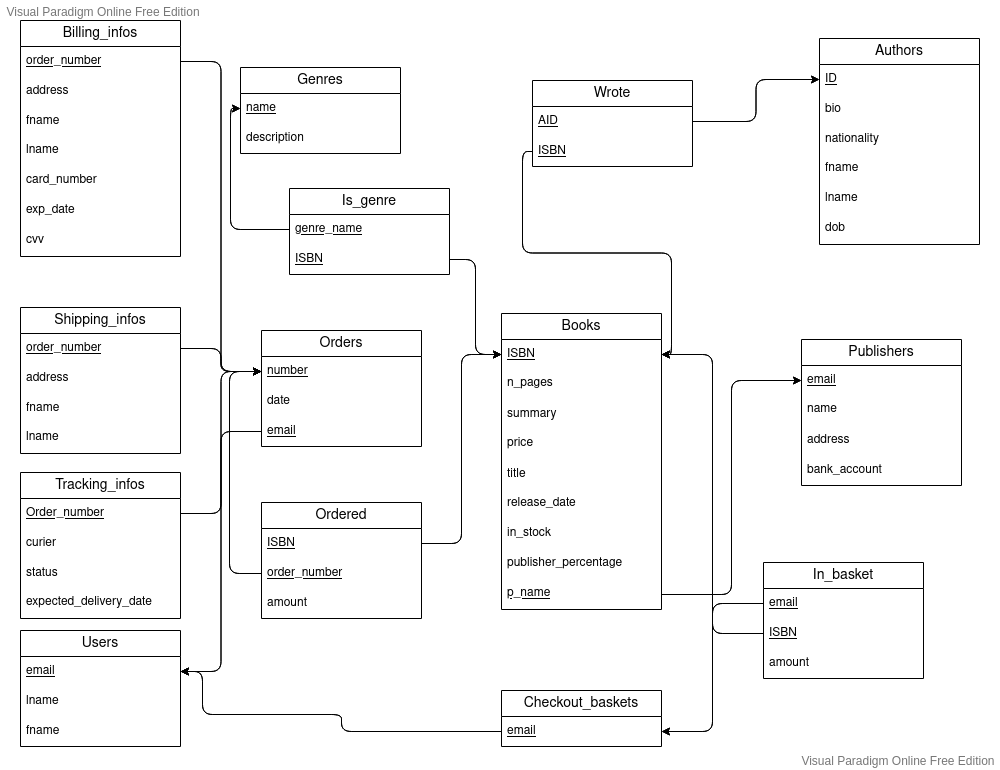 Visual Paradigm Online Free Edition
Billing_infos
order_number
address
fname
lname
card_number
exp_date
cvv
Genres
name
description
Wrote
AID
ISBN
Authors
ID
bio
nationality
fname
lname
dob
Is_genre
genre_name
ISBN
Shipping_infos
order_number
address
fname
lname
Orders
number
date
email
Books
ISBN
n_pages
summary
price
title
release_date
in_stock
publisher_percentage
p_name
Publishers
email
name
address
bank_account
Tracking_infos
Order_number
curier
status
expected_delivery_date
Ordered
ISBN
order_number
amount
In_basket
email
ISBN
amount
Users
email
lname
fname
Checkout_baskets
email
Visual Paradigm Online Free Edition